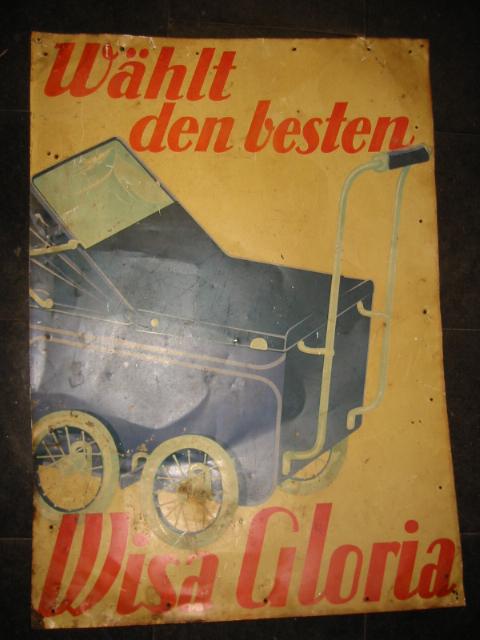 Wählt
den besten
Wisa Gloria